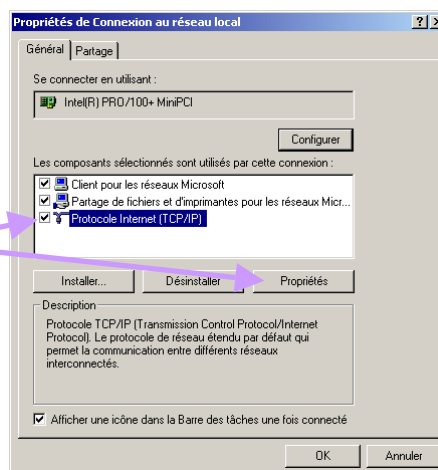 Propriétés de Connexion au réseau local
Général
Partage
Se connecter en utilisant :
Intel(R) PRO/100+ MiniPCI
Configurer
Les composants sélectionnés sont utilisés par cette connexion :
Client pour les réseaux Microsoft
Partage de fichiers et d'imprimantes pour les réseaux Micr...
Protocole Internet (TCP/IP)
Installer...
Désinstaller
Propriétés
Description
Protocole TCP/IP (Transmission Control Protocol/Internet
Protocol). Le protocole de réseau étendu par défaut qui
permet la communication entre différents réseaux
interconnectés.
Afficher une icône dans la Barre des tâches une fois connecté
OK
Annuler